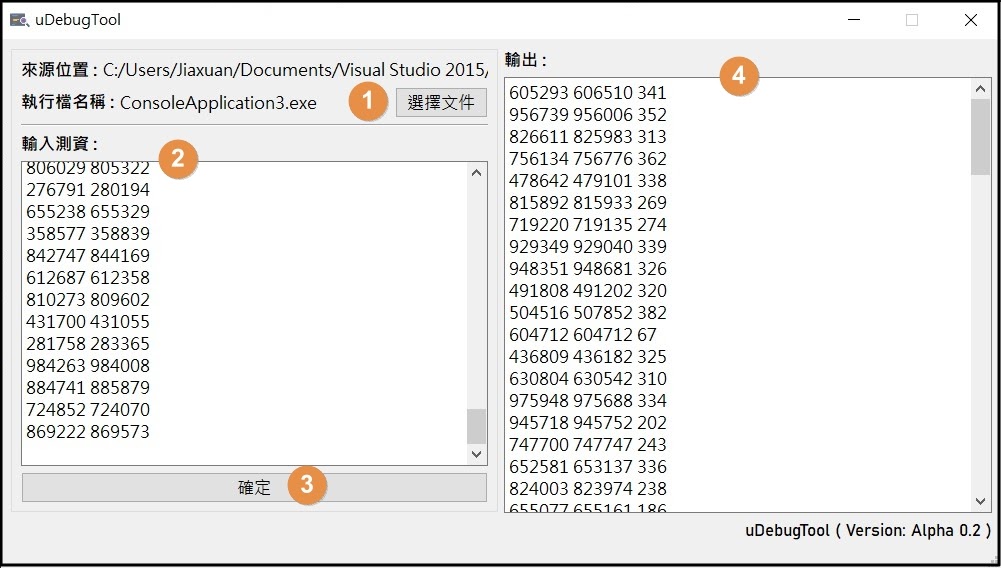 uDebugTool
來源位置 : C:/Users/Jiaxuan/Documents/Visual Studio 2015/
執行檔名稱 : ConsoleApplication3.exe
1
選擇文件
輸入測資 :
2
806029 805322
276791 280194
655238 655329
358577 358839
842747 844169
612687 612358
810273 809602
431700 431055
281758 283365
984263 984008
884741 885879
724852 724070
869222 869573
確定
3
輸出 :
4
605293 606510 341
956739 956006 352
826611 825983 313
756134 756776 362
478642 479101 338
815892 815933 269
719220 719135 274
929349 929040 339
948351 948681 326
491808 491202 320
504516 507852 382
604712 604712 67
436809 436182 325
630804 630542 310
975948 975688 334
945718 945752 202
747700 747747 243
652581 653137 336
824003 823974 238
655077 655161 186
uDebugTool ( Version: Alpha 0.2 )